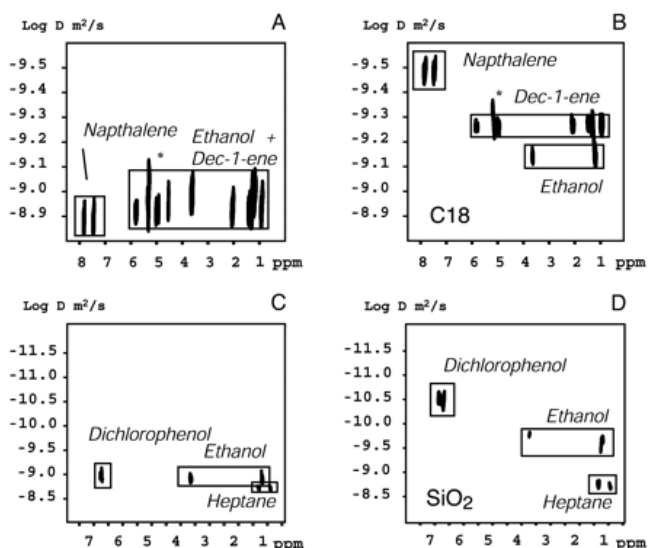 Log D m²/s
A
-9.5
-9.4
-9.3
-9.2
-9.1
-9.0
-8.9
Napthalene
Ethanol +
* Dec-1-ene
8 7 6 5 4 3 2 1 ppm
Log D m²/s
B
-9.5
-9.4
-9.3
-9.2
-9.1
-9.0
-8.9
Napthalene
* Dec-1-ene
Ethanol
C18
8 7 6 5 4 3 2 1 ppm
Log D m²/s
C
-11.5
-11.0
-10.5
-10.0
-9.5
-9.0
-8.5
Dichlorophenol
Ethanol
Heptane
7 6 5 4 3 2 1 ppm
Log D m²/s
D
-11.5
-11.0
-10.5
-10.0
-9.5
-9.0
-8.5
Dichlorophenol
Ethanol
Heptane
SiO₂
7 6 5 4 3 2 1 ppm